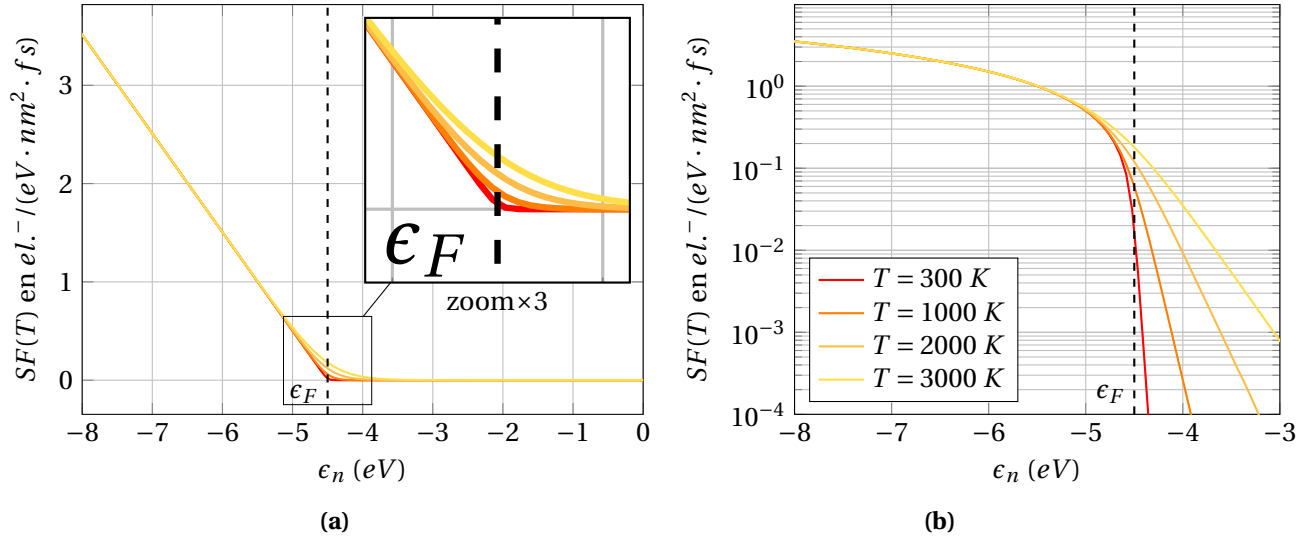 SF(T) en el.⁻/(eV · nm² · fs)
3
2
1
0
−8 −7 −6 −5 −4 −3 −2 −1 0
ϵn (eV)
ϵF
ϵF
zoom×3
(a)
SF(T) en el.⁻/(eV · nm² · fs)
10⁰
10⁻¹
10⁻²
10⁻³
10⁻⁴
T = 300 K
T = 1000 K
T = 2000 K
T = 3000 K
ϵF
−8 −7 −6 −5 −4 −3
ϵn (eV)
(b)